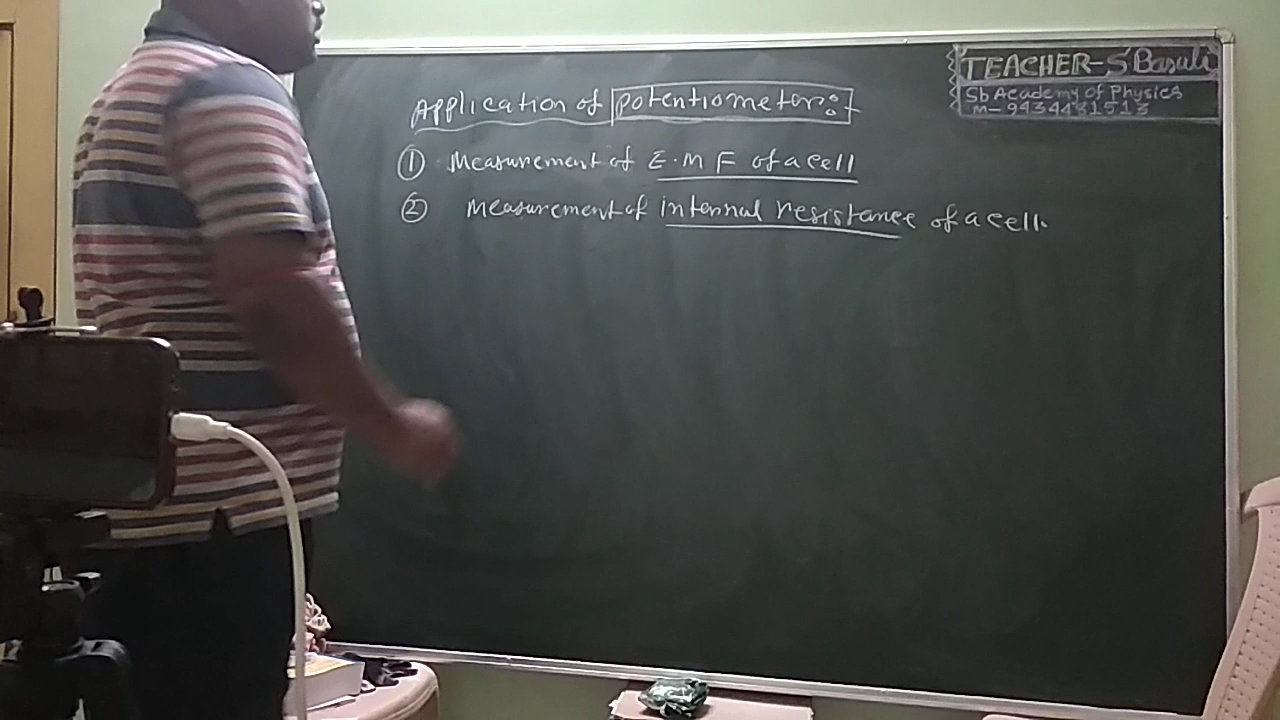 Application of potentiometer:-
① Measurement of E.M F of a cell
② Measurement of internal resistance of a cell.
TEACHER-S'Basuli
Sb Academy of Physics
M-9434481513